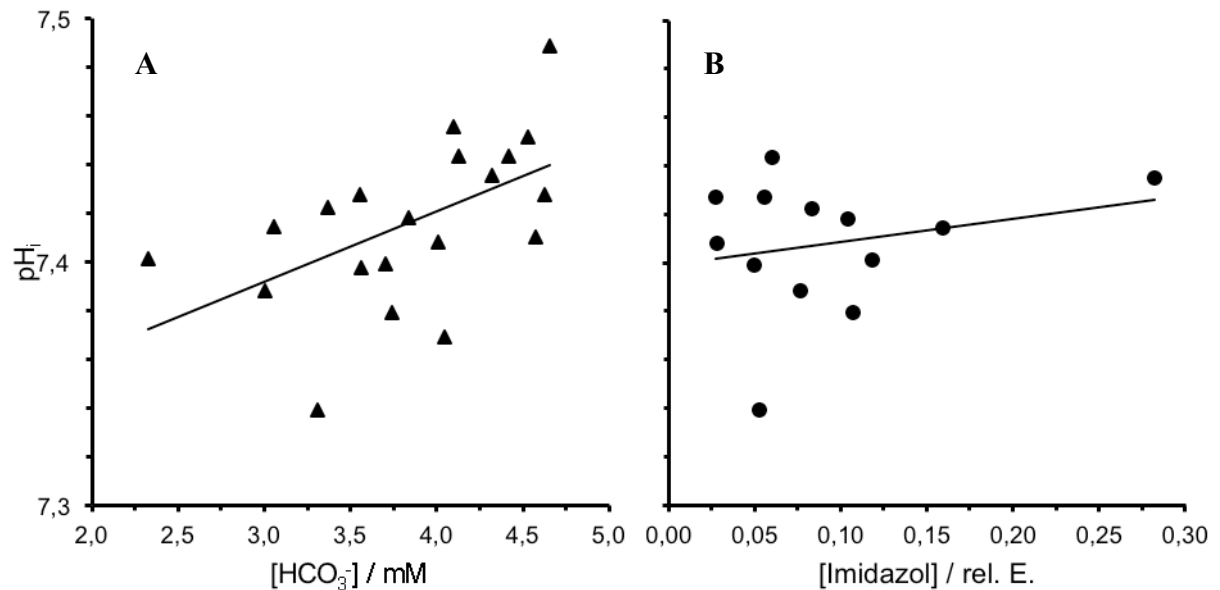 7,5
A
B
pHi
7,4
7,3
2,0 2,5 3,0 3,5 4,0 4,5 5,0
0,00 0,05 0,10 0,15 0,20 0,25 0,30
[HCO3-] / mM
[Imidazol] / rel. E.